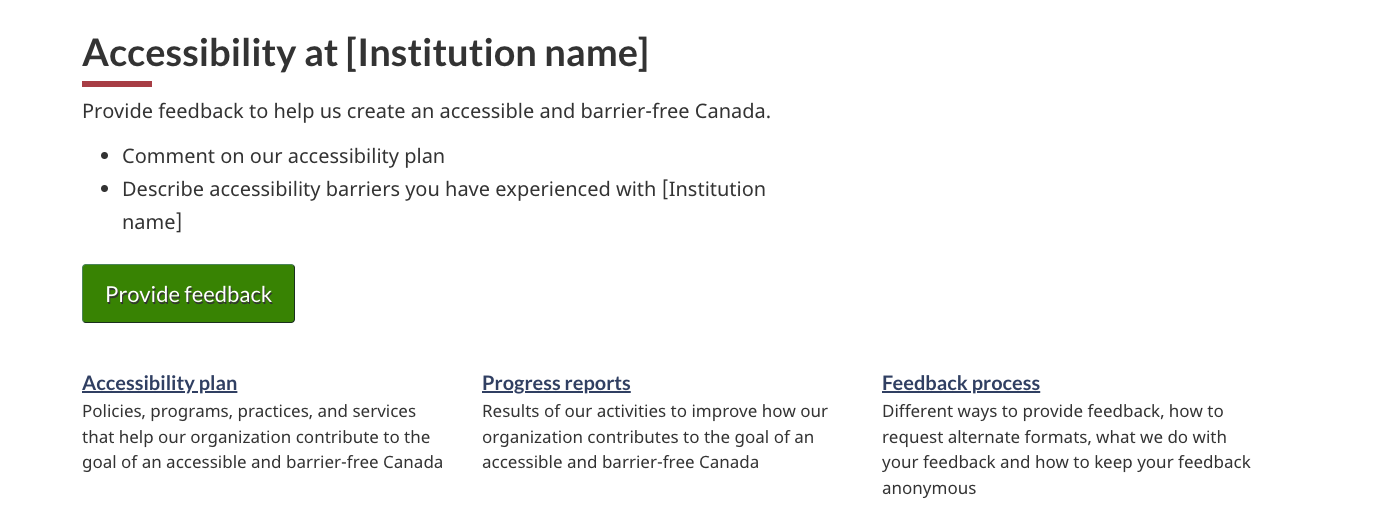 Accessibility at [Institution name]
Provide feedback to help us create an accessible and barrier-free Canada.
• Comment on our accessibility plan
• Describe accessibility barriers you have experienced with [Institution
name]
Provide feedback
Accessibility plan
Policies, programs, practices, and services
that help our organization contribute to the
goal of an accessible and barrier-free Canada
Progress reports
Results of our activities to improve how our
organization contributes to the goal of an
accessible and barrier-free Canada
Feedback process
Different ways to provide feedback, how to
request alternate formats, what we do with
your feedback and how to keep your feedback
anonymous